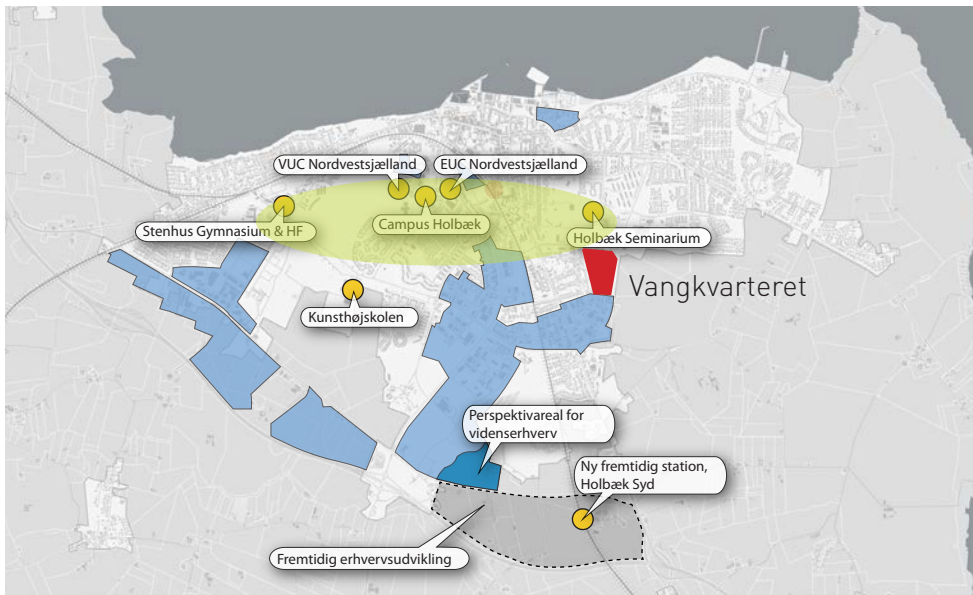 VUC Nordvestsjælland
EUC Nordvestsjælland
Stenhus Gymnasium & HF
Campus Holbæk
Holbæk Seminarium
Vangkvarteret
Kunsthøjskolen
Perspektivareal for
videnserhverv
Ny fremtidig station,
Holbæk Syd
Fremtidig erhvervsudvikling